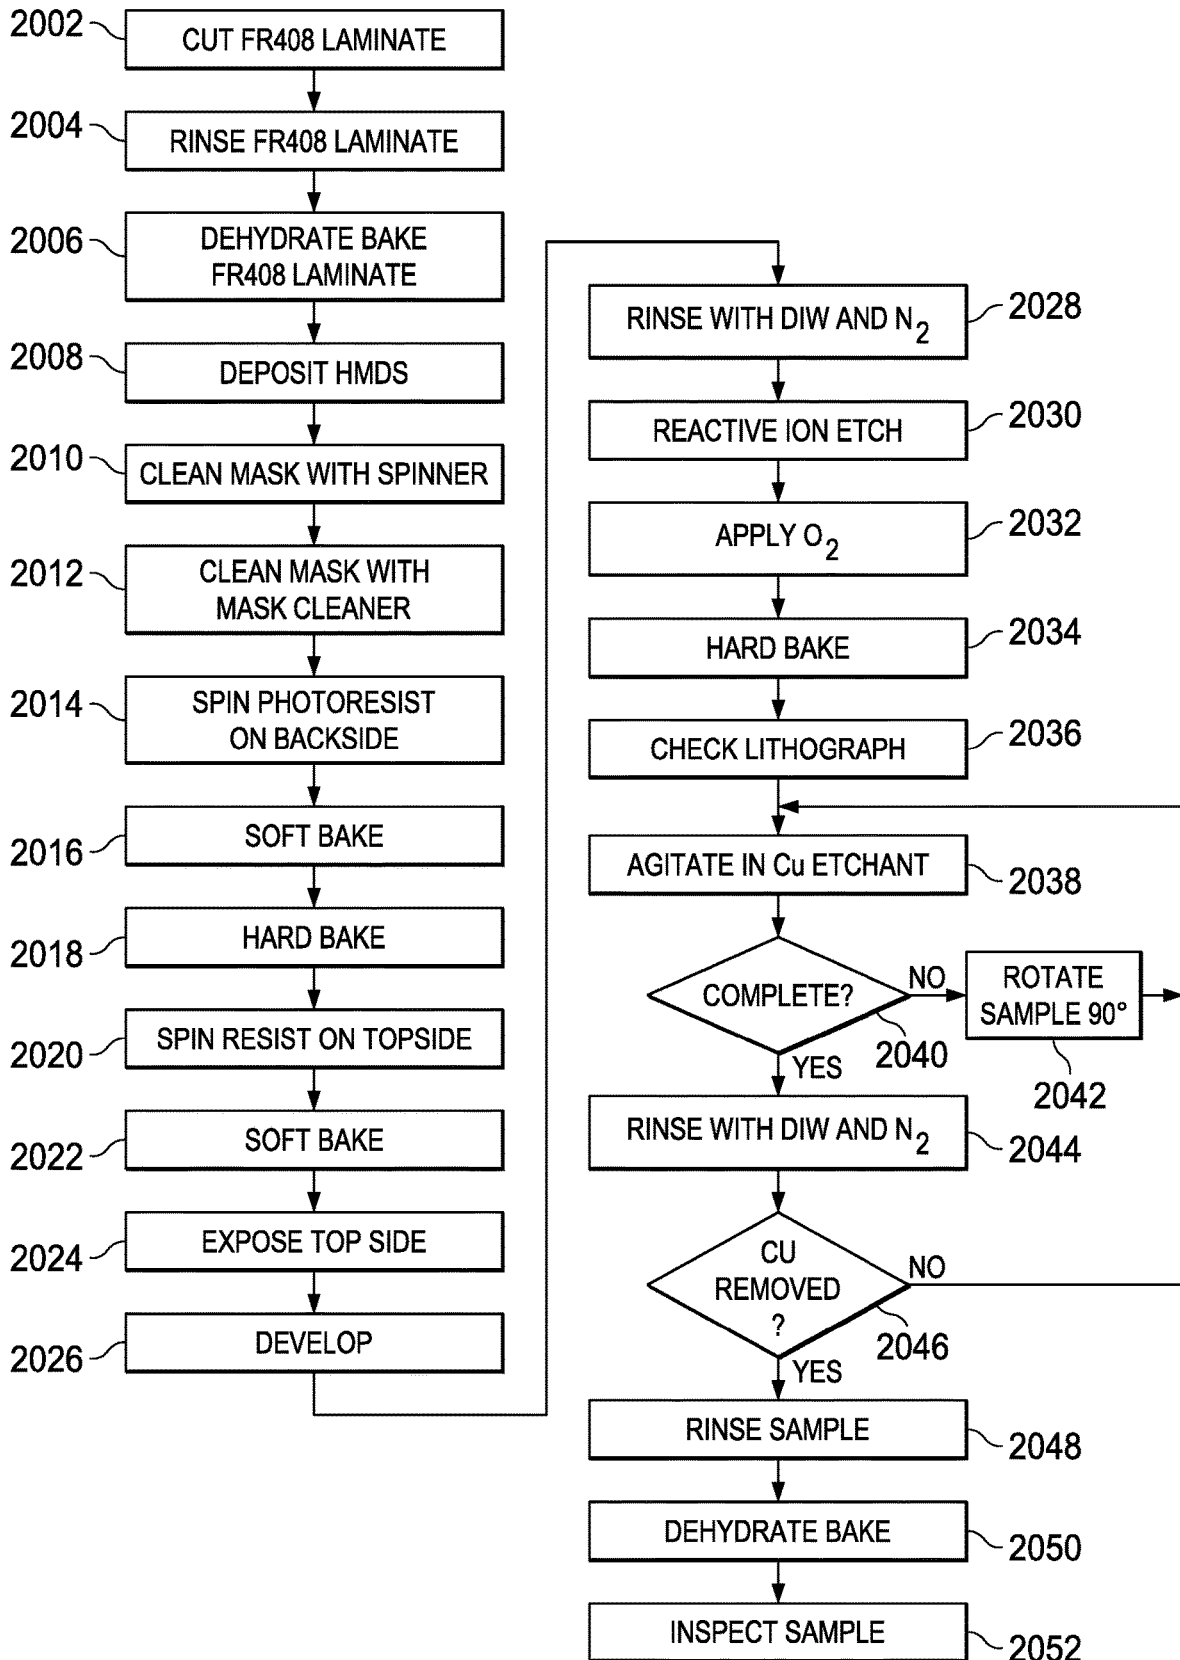 2002
CUT FR408 LAMINATE
2004
RINSE FR408 LAMINATE
2006
DEHYDRATE BAKE
FR408 LAMINATE
2008
DEPOSIT HMDS
2010
CLEAN MASK WITH SPINNER
2012
CLEAN MASK WITH
MASK CLEANER
2014
SPIN PHOTORESIST
ON BACKSIDE
2016
SOFT BAKE
2018
HARD BAKE
2020
SPIN RESIST ON TOPSIDE
2022
SOFT BAKE
2024
EXPOSE TOP SIDE
2026
DEVELOP
RINSE WITH DIW AND N2
2028
REACTIVE ION ETCH
2030
APPLY O2
2032
HARD BAKE
2034
CHECK LITHOGRAPH
2036
AGITATE IN Cu ETCHANT
2038
COMPLETE?
2040
NO
YES
ROTATE
SAMPLE 90°
2042
RINSE WITH DIW AND N2
2044
CU
REMOVED
?
2046
NO
YES
RINSE SAMPLE
2048
DEHYDRATE BAKE
2050
INSPECT SAMPLE
2052